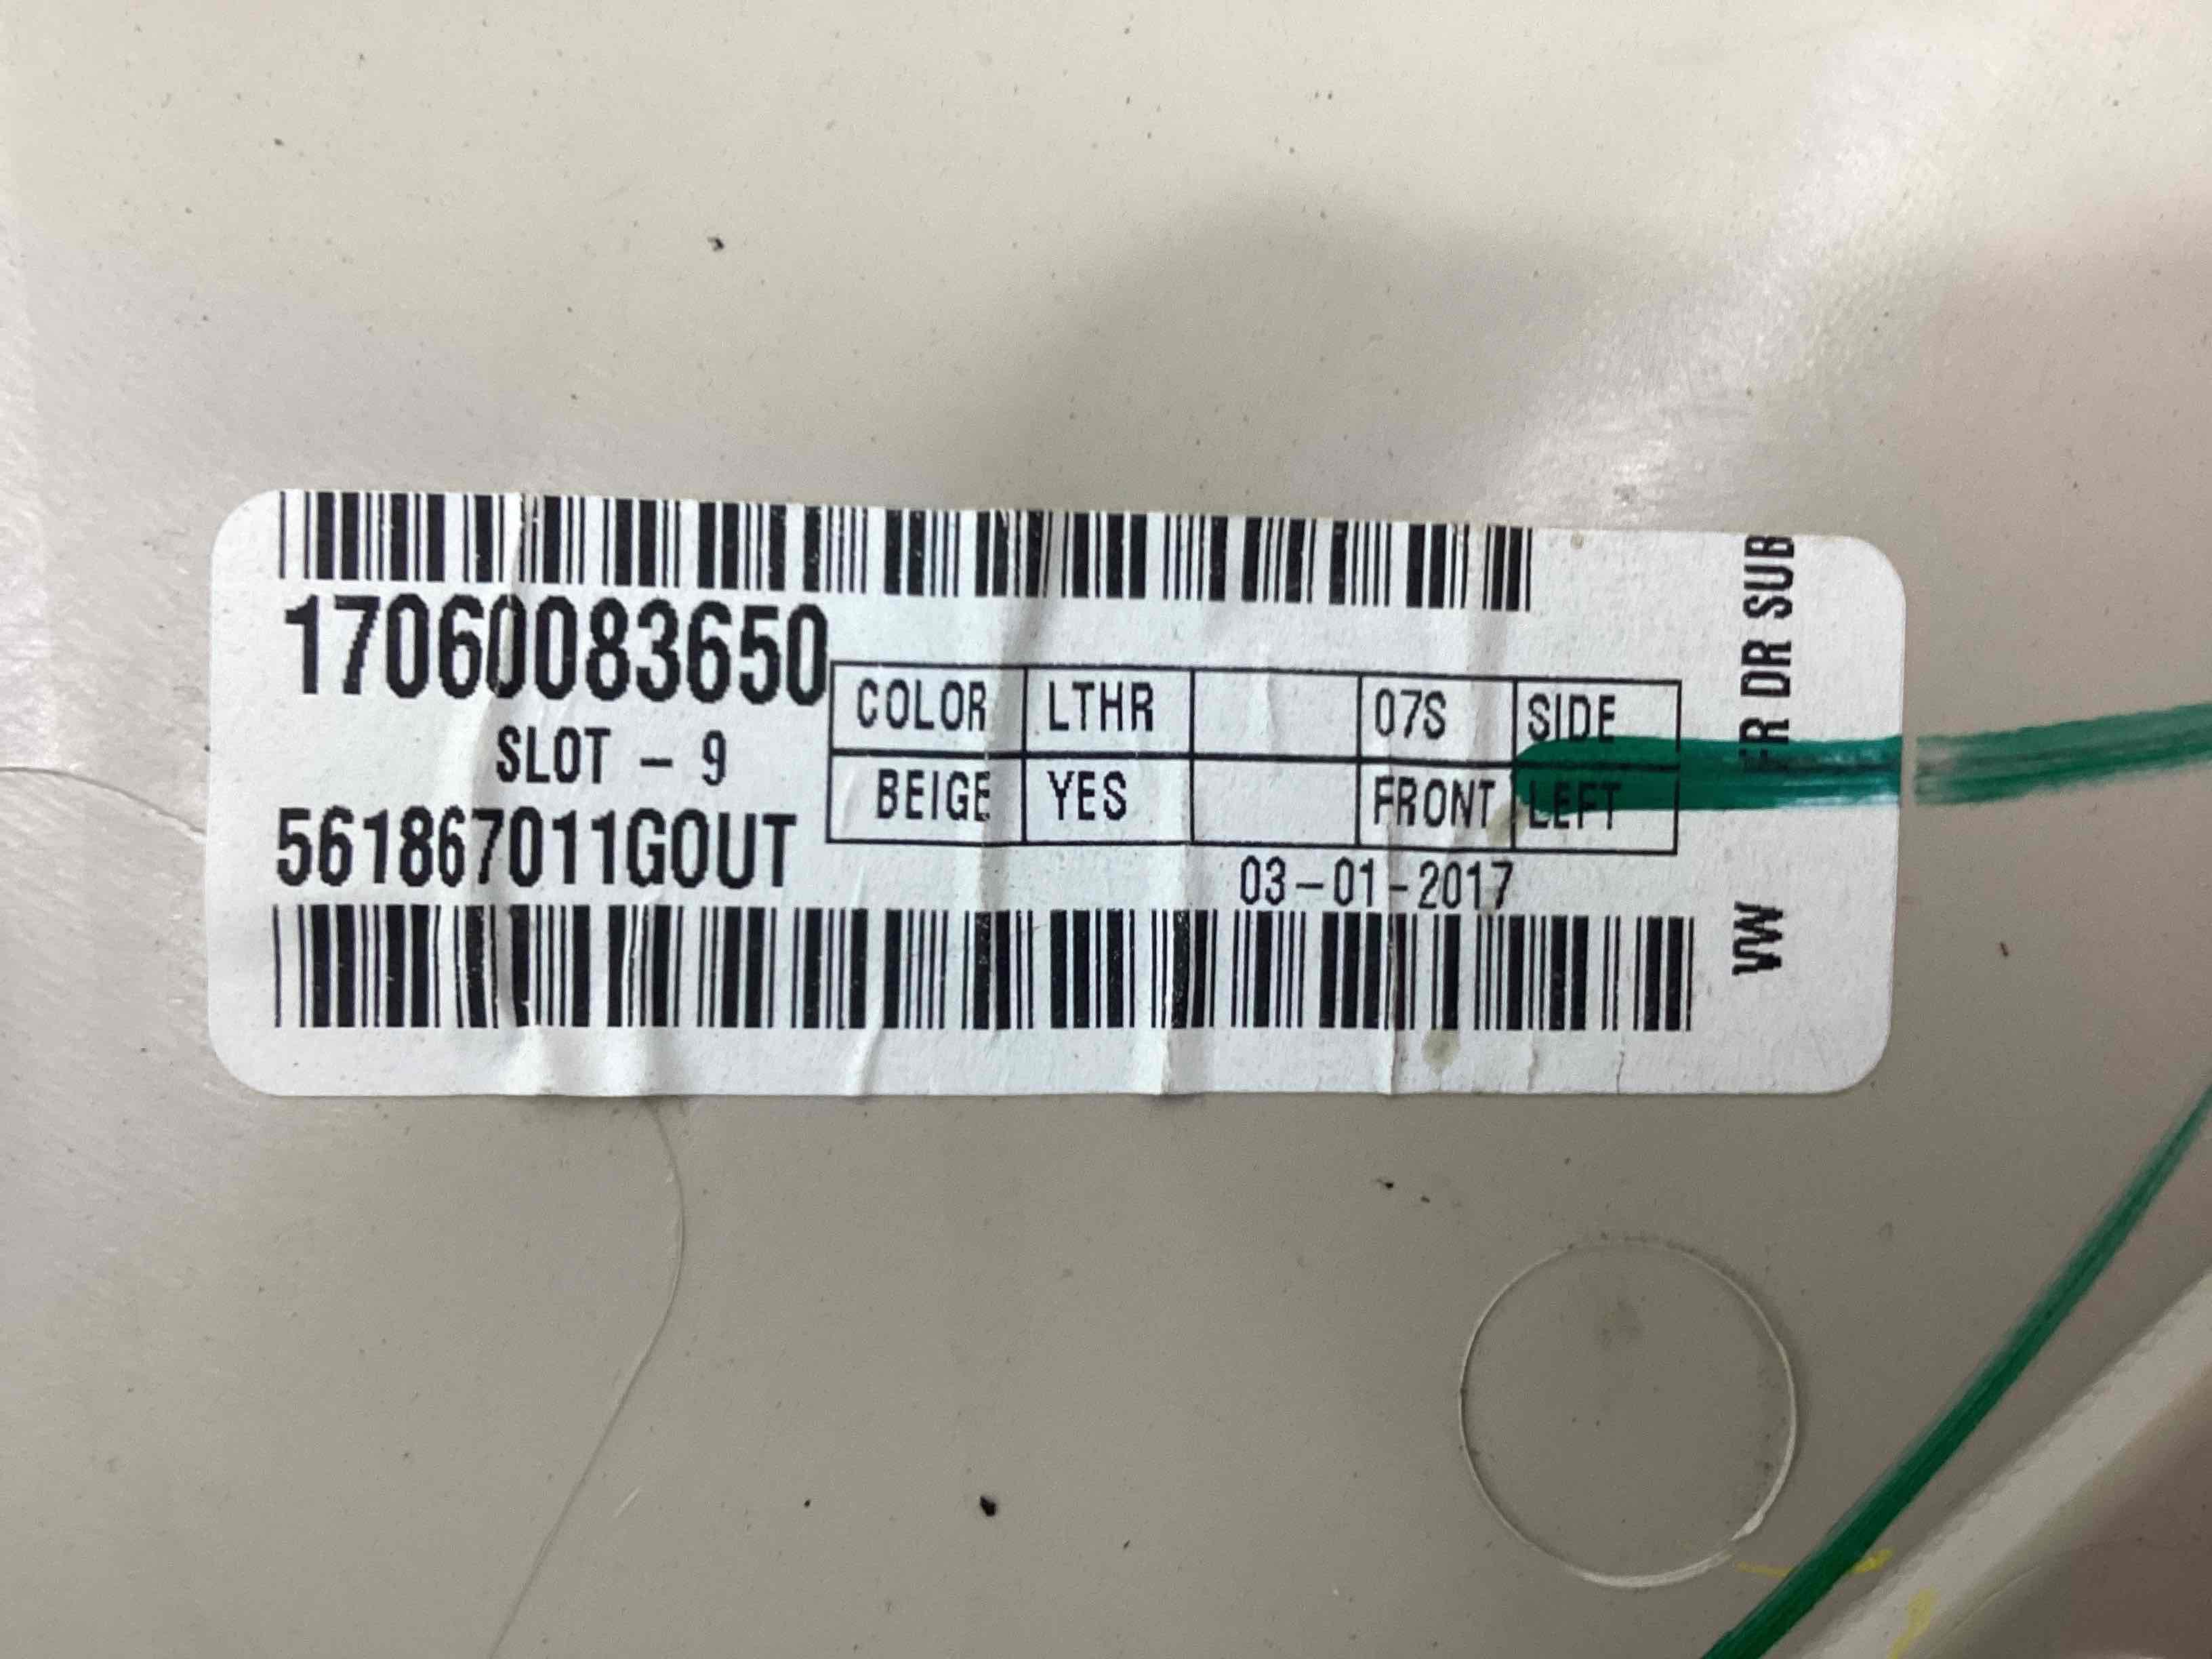 17060083650
SLOT - 9
561867011GOUT
COLOR LTHR 07S SIDE
BEIGE YES FRONT LEFT
03-01-2017
VW FR DR SUB